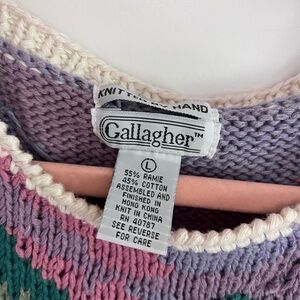 KNITTED BY HAND
Gallagher™
L
55% RAMIE
45% COTTON
ASSEMBLED AND
FINISHED IN
HONG KONG
KNIT IN CHINA
RN 40787
SEE REVERSE
FOR CARE